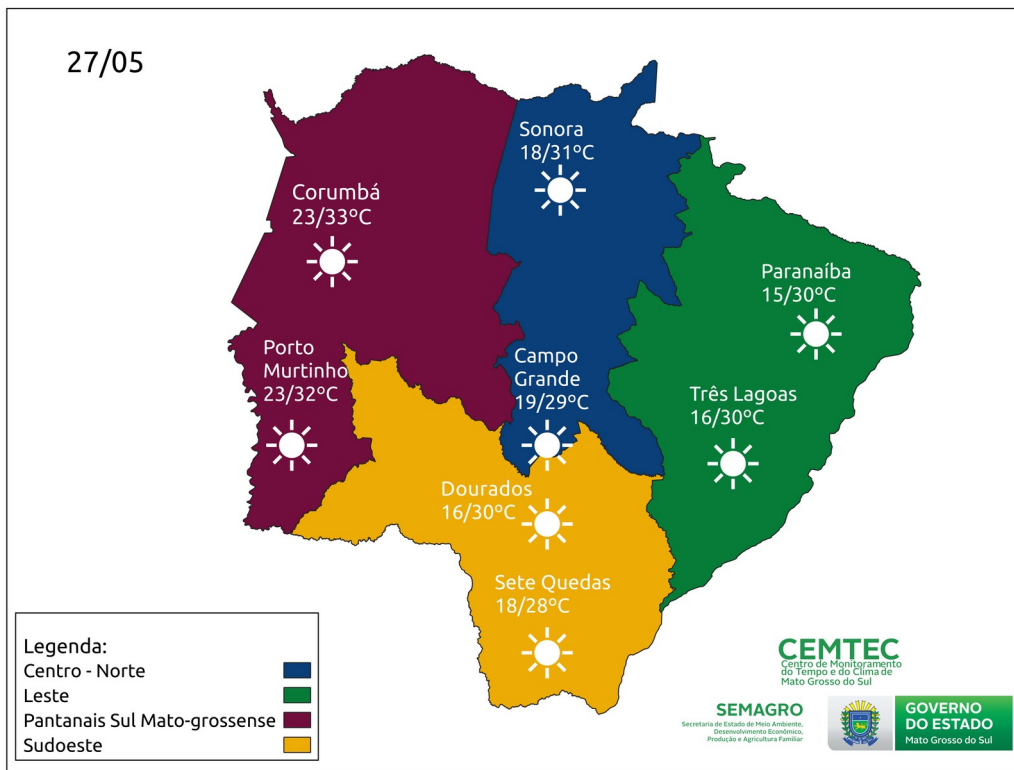 27/05
Sonora
18/31ºC
Corumbá
23/33ºC
Paranaíba
15/30ºC
Porto
Murtinho
23/32ºC
Campo
Grande
19/29ºC
Três Lagoas
16/30ºC
Dourados
16/30ºC
Sete Quedas
18/28ºC
Legenda:
Centro - Norte
Leste
Pantanais Sul Mato-grossense
Sudoeste
CEMTEC
Centro de Monitoramento
do Tempo e do Clima de
Mato Grosso do Sul
SEMAGRO
Secretaria de Estado de Meio Ambiente,
Desenvolvimento Econômico,
Produção e Agricultura Familiar
GOVERNO
DO ESTADO
Mato Grosso do Sul